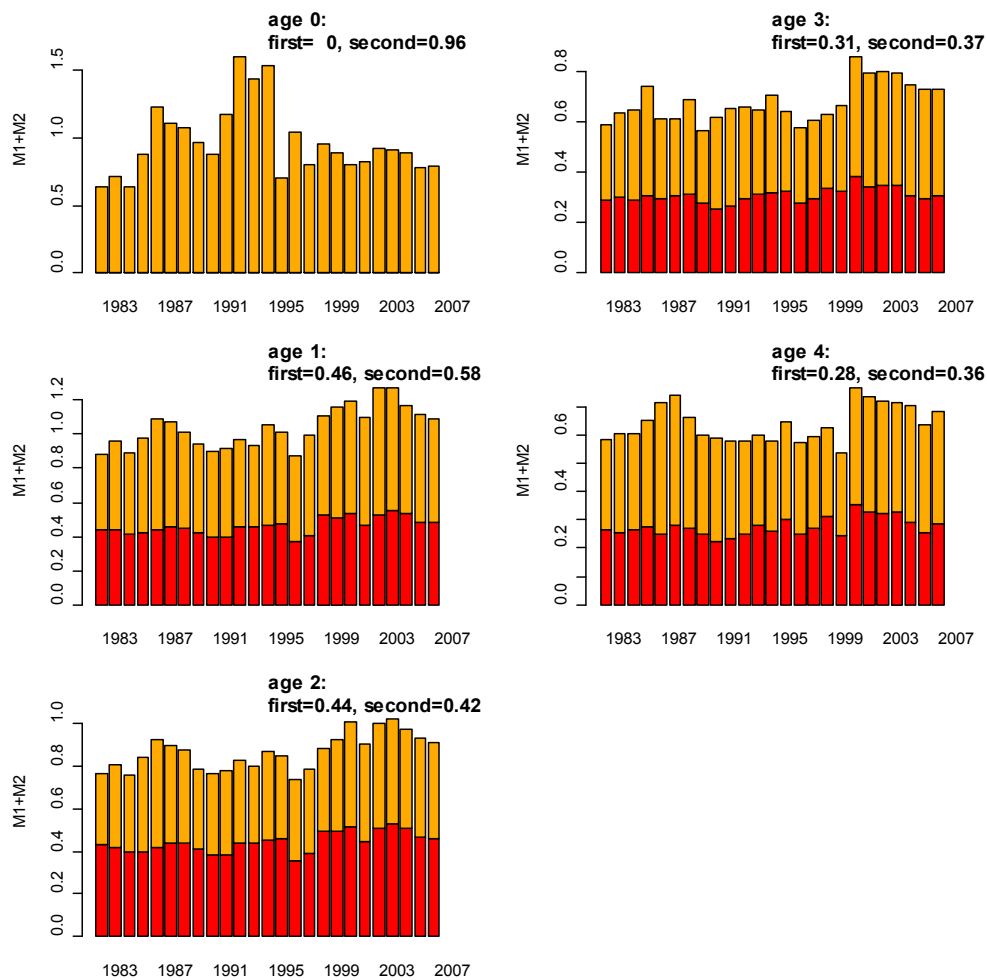 age 0:
first=  0, second=0.96
M1+M2
0.0 0.5 1.0 1.5
1983 1987 1991 1995 1999 2003 2007
age 1:
first=0.46, second=0.58
M1+M2
0.0 0.2 0.4 0.6 0.8 1.0 1.2
1983 1987 1991 1995 1999 2003 2007
age 2:
first=0.44, second=0.42
M1+M2
0.0 0.2 0.4 0.6 0.8 1.0
1983 1987 1991 1995 1999 2003 2007
age 3:
first=0.31, second=0.37
M1+M2
0.0 0.2 0.4 0.6 0.8
1983 1987 1991 1995 1999 2003 2007
age 4:
first=0.28, second=0.36
M1+M2
0.0 0.2 0.4 0.6
1983 1987 1991 1995 1999 2003 2007